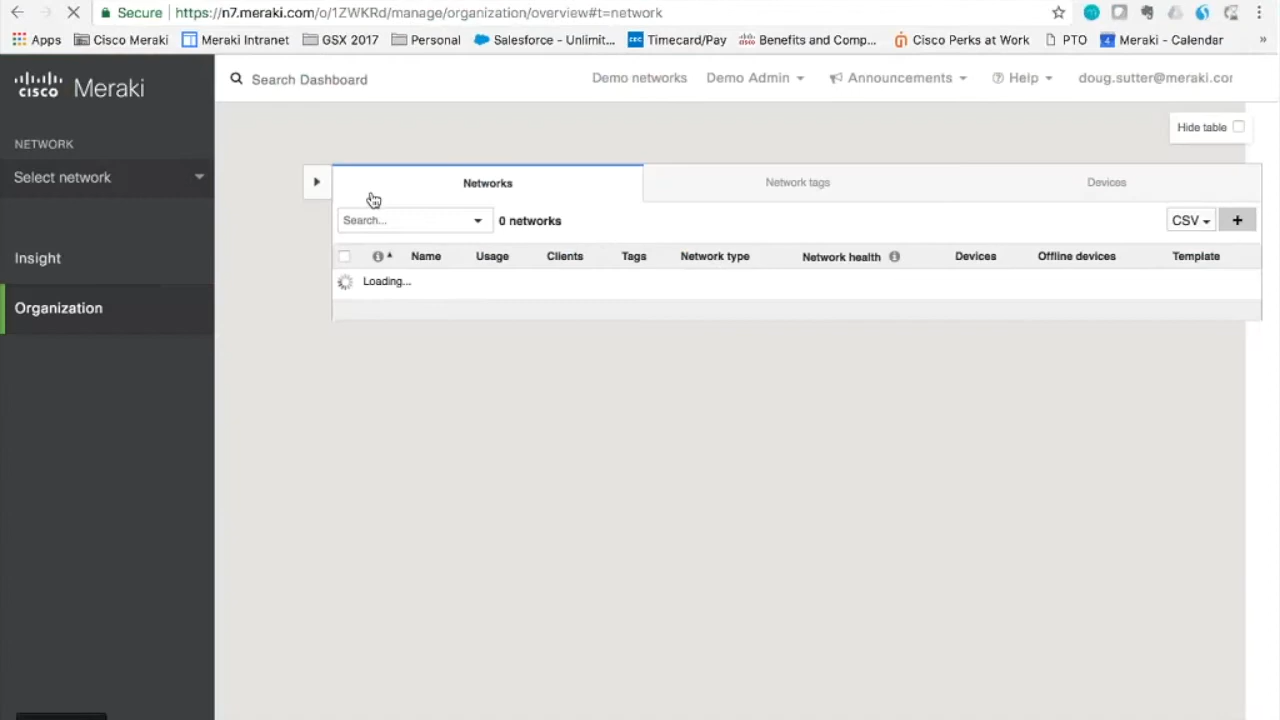 Secure https://n7.meraki.com/o/1ZWKRd/manage/organization/overview#t=network
Apps Cisco Meraki Meraki Intranet GSX 2017 Personal Salesforce - Unlimit... CEC Timecard/Pay Benefits and Comp... Cisco Perks at Work PTO 4 Meraki - Calendar »
cisco Meraki
Search Dashboard Demo networks Demo Admin Announcements Help doug.sutter@meraki.cor
Hide table
NETWORK
Select network
Insight
Organization
Networks Network tags Devices
Search... 0 networks CSV +
Name Usage Clients Tags Network type Network health Devices Offline devices Template
Loading...